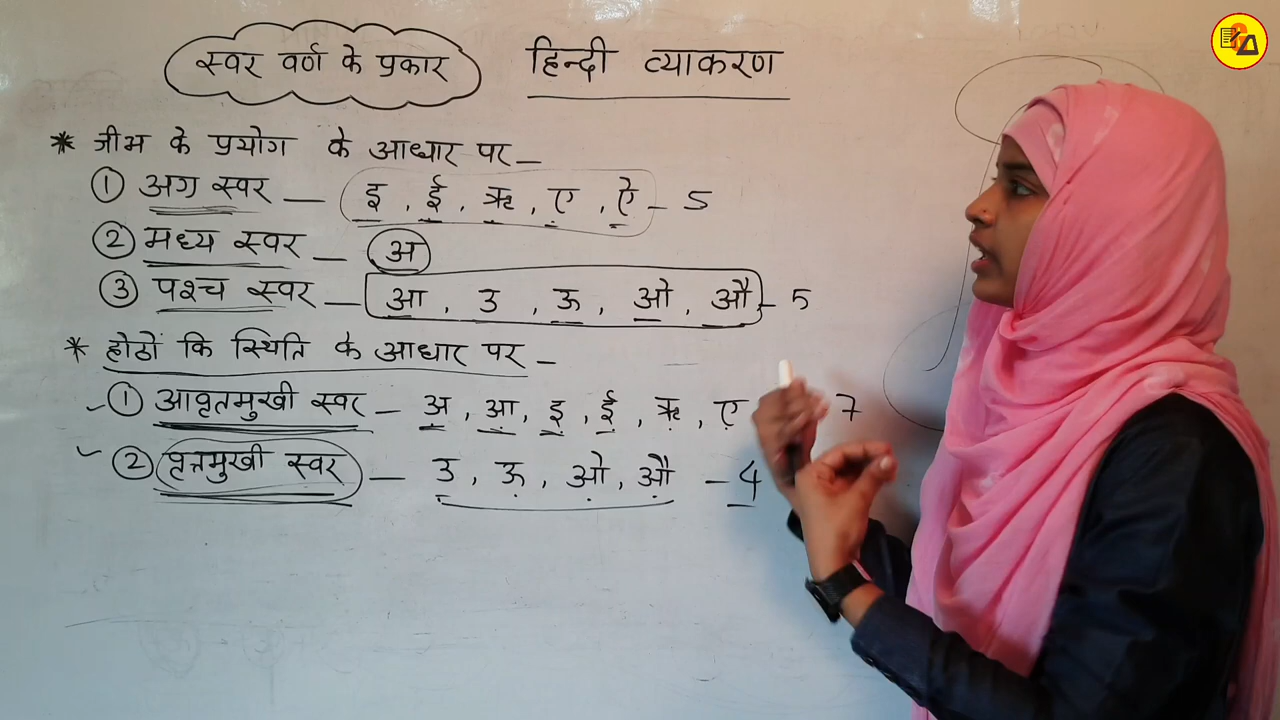 स्वर वर्ण के प्रकार हिन्दी व्याकरण
* जीभ के प्रयोग के आधार पर –
① अग्र स्वर – इ, ई, ऋ, ए, ऐ – 5
② मध्य स्वर – अ
③ पश्च स्वर – आ, उ, ऊ, ओ, औ – 5
* होठों कि स्थिति के आधार पर –
① आवृतमुखी स्वर – अ, आ, इ, ई, ऋ, ए 7
② वृत्तमुखी स्वर – उ, ऊ, ओ, औ – 4